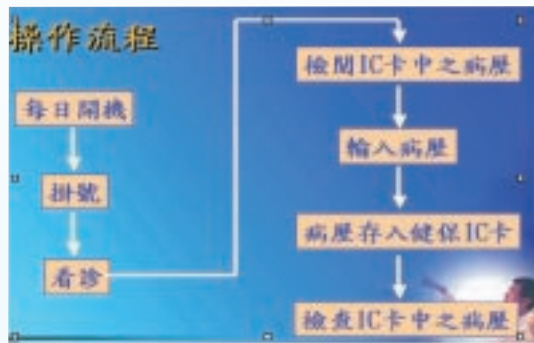 操作流程
每日開機
掛號
看診
檢閱IC卡中之病歷
輸入病歷
病歷存入健保IC卡
檢查IC卡中之病歷